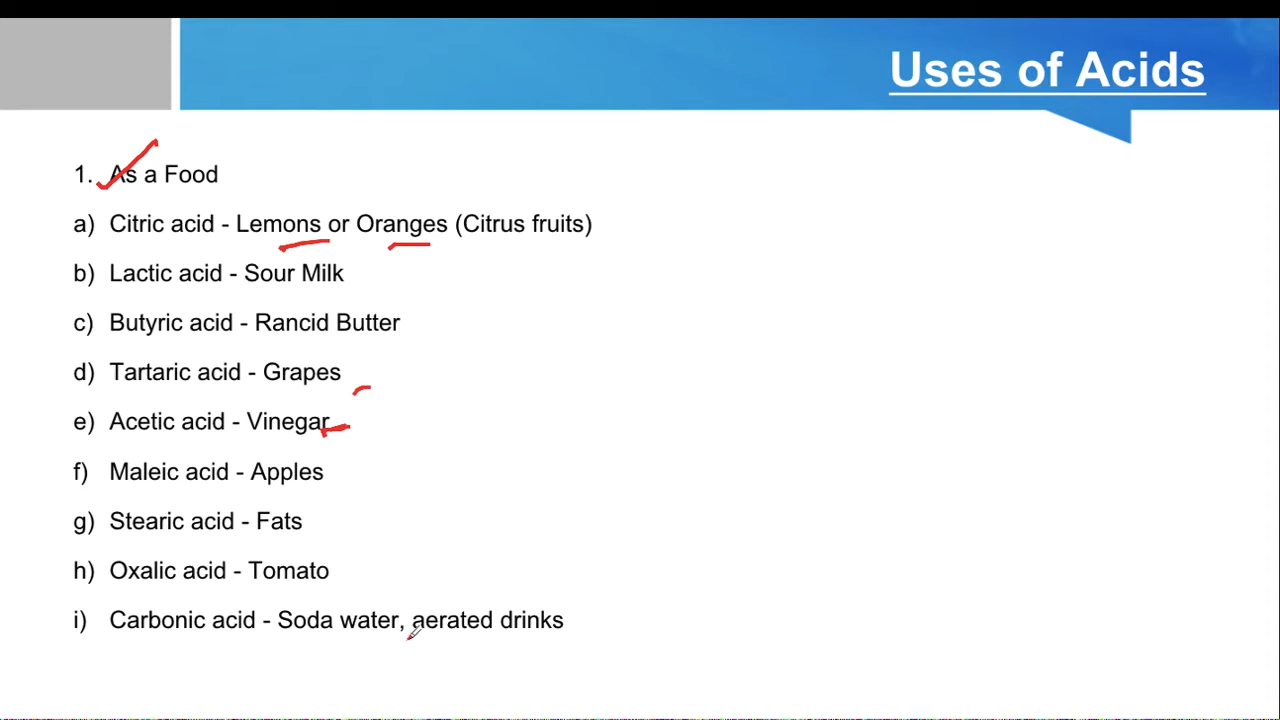 Uses of Acids
1. As a Food
a) Citric acid - Lemons or Oranges (Citrus fruits)
b) Lactic acid - Sour Milk
c) Butyric acid - Rancid Butter
d) Tartaric acid - Grapes
e) Acetic acid - Vinegar
f) Maleic acid - Apples
g) Stearic acid - Fats
h) Oxalic acid - Tomato
i) Carbonic acid - Soda water, aerated drinks